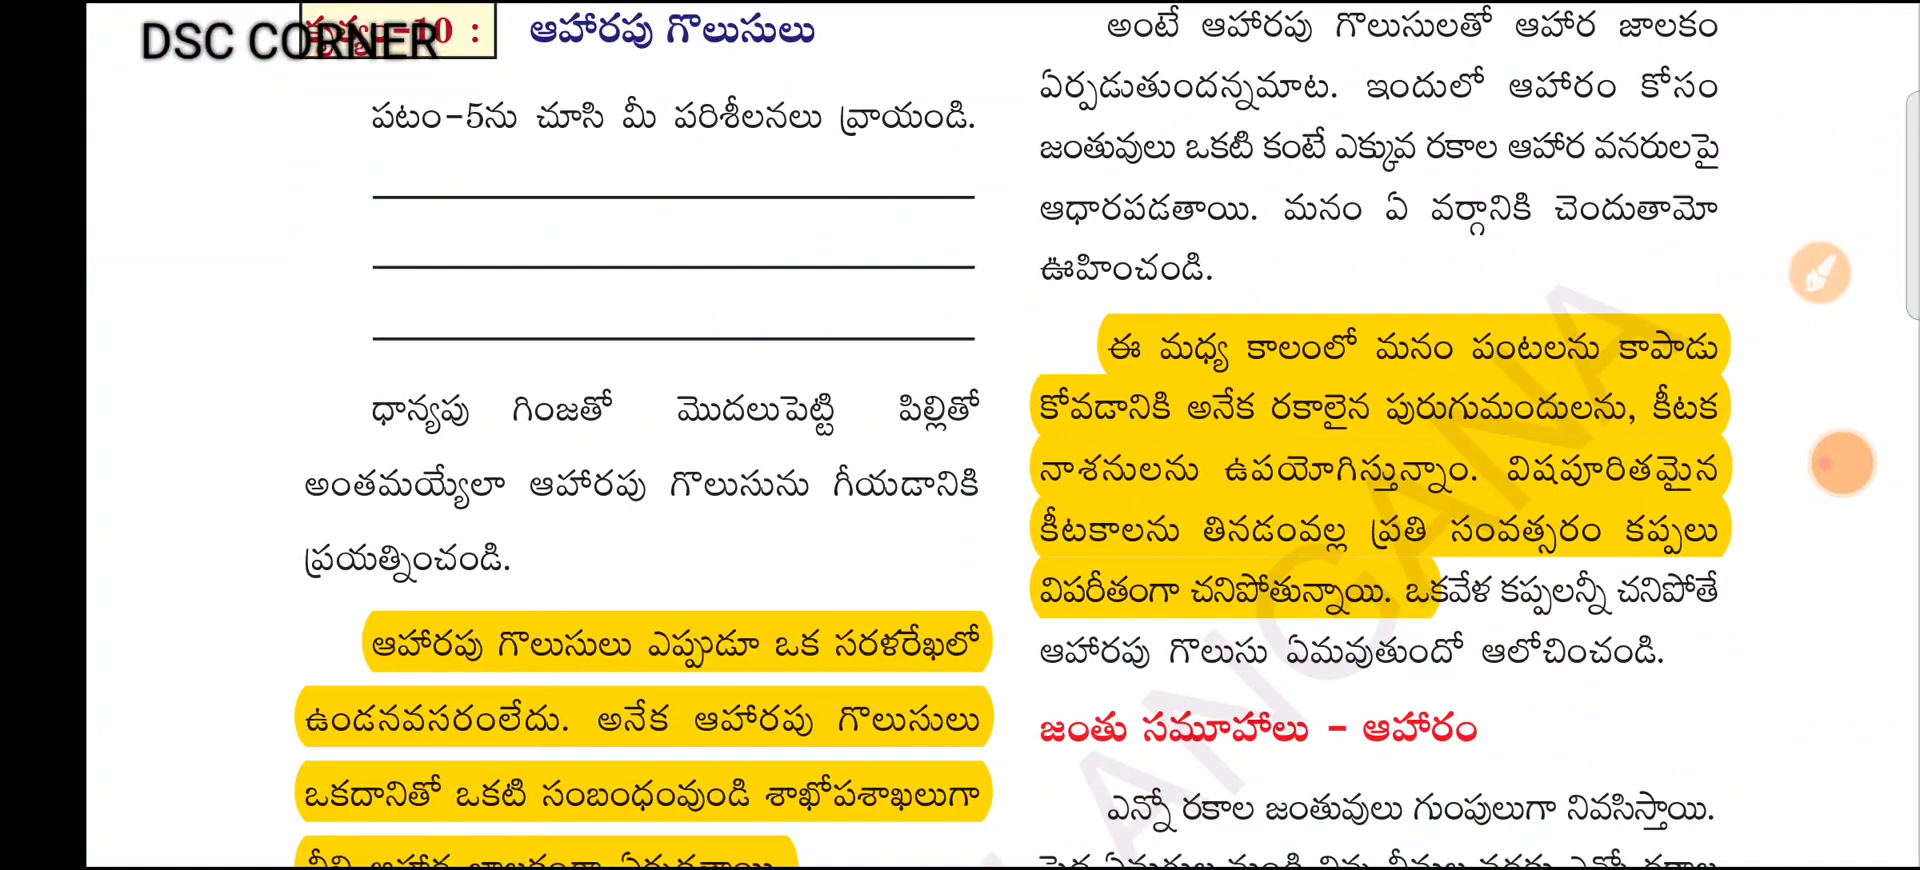 DSC CORNER
కృత్యం-10 : ఆహారపు గొలుసులు
పటం-5ను చూసి మీ పరిశీలనలు వ్రాయండి.
ధాన్యపు గింజతో మొదలుపెట్టి పిల్లితో
అంతమయ్యేలా ఆహారపు గొలుసును గీయడానికి
ప్రయత్నించండి.
ఆహారపు గొలుసులు ఎప్పుడూ ఒక సరళరేఖలో
ఉండనవసరంలేదు. అనేక ఆహారపు గొలుసులు
ఒకదానితో ఒకటి సంబంధంవుండి శాఖోపశాఖలుగా
అంటే ఆహారపు గొలుసులతో ఆహార జాలకం
ఏర్పడుతుందన్నమాట. ఇందులో ఆహారం కోసం
జంతువులు ఒకటి కంటే ఎక్కువ రకాల ఆహార వనరులపై
ఆధారపడతాయి. మనం ఏ వర్గానికి చెందుతామో
ఊహించండి.
ఈ మధ్య కాలంలో మనం పంటలను కాపాడు
కోవడానికి అనేక రకాలైన పురుగుమందులను, కీటక
నాశనులను ఉపయోగిస్తున్నాం. విషపూరితమైన
కీటకాలను తినడంవల్ల ప్రతి సంవత్సరం కప్పలు
విపరీతంగా చనిపోతున్నాయి. ఒకవేళ కప్పలన్నీ చనిపోతే
ఆహారపు గొలుసు ఏమవుతుందో ఆలోచించండి.
జంతు సమూహాలు - ఆహారం
ఎన్నో రకాల జంతువులు గుంపులుగా నివసిస్తాయి.